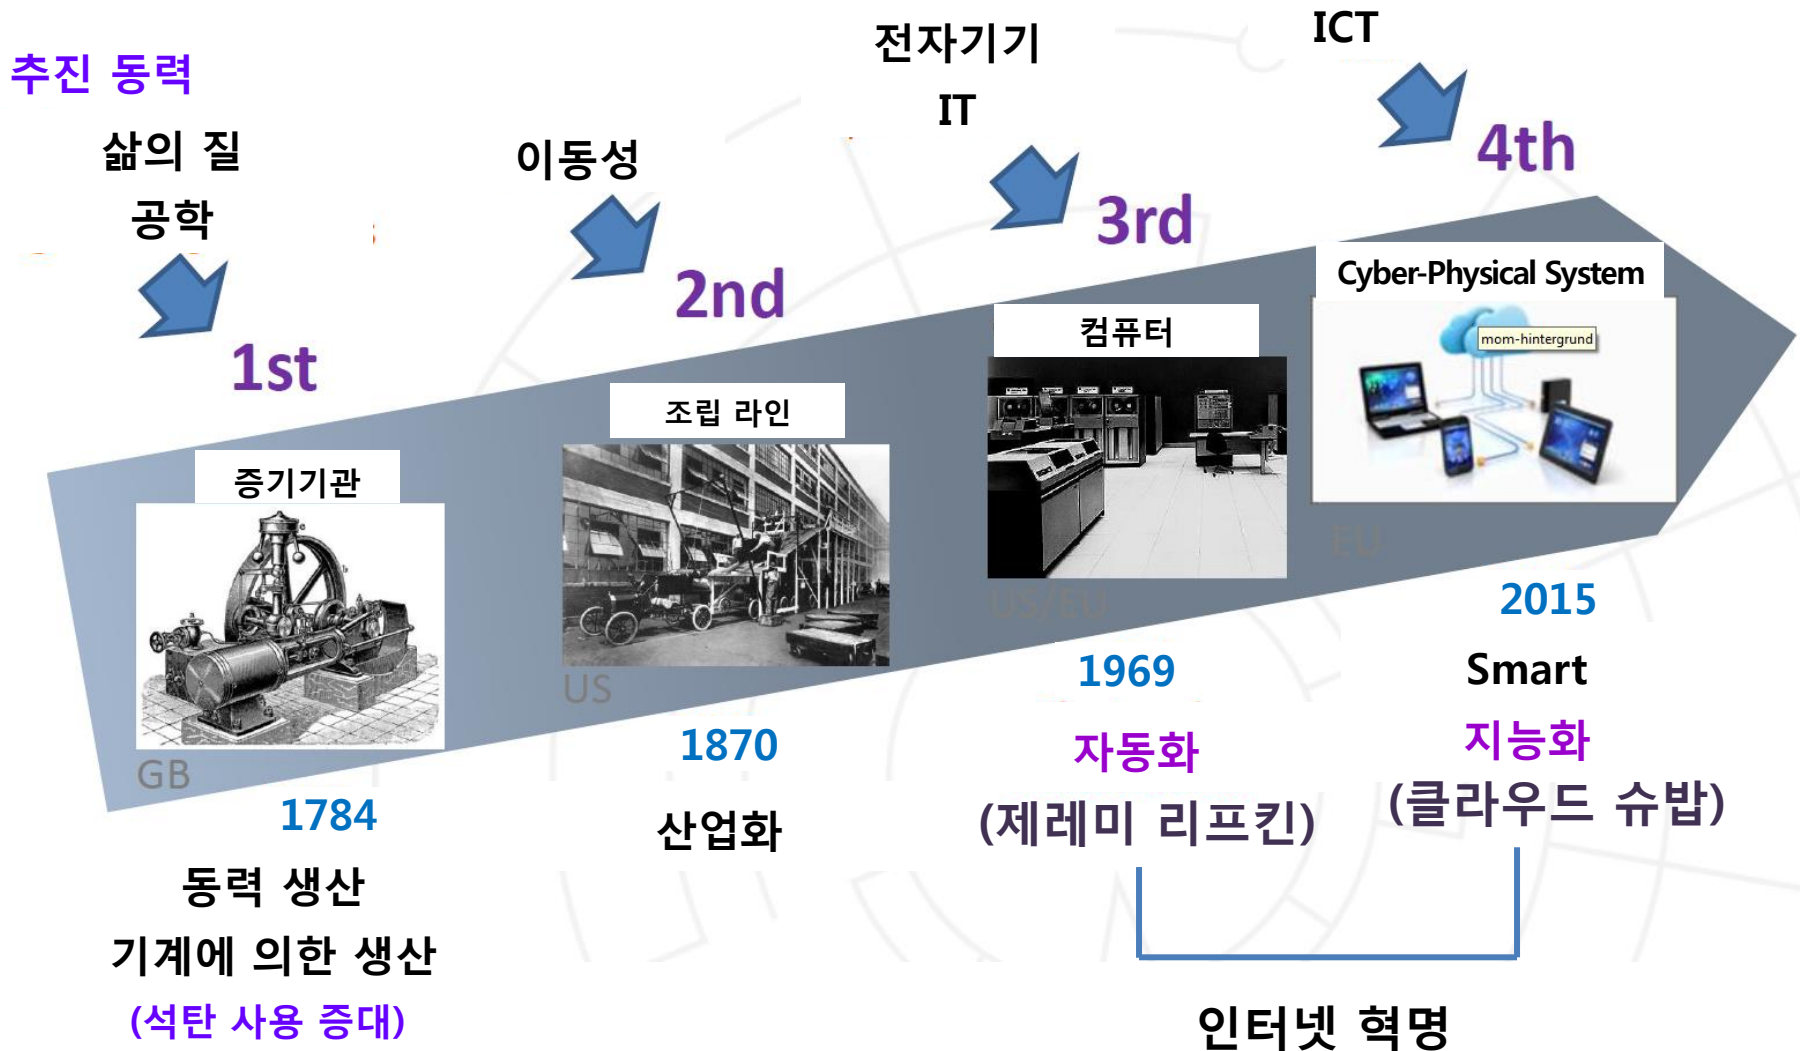 추진 동력
삶의 질
공학
이동성
전자기기
IT
ICT
1st
2nd
3rd
4th
증기기관
조립 라인
컴퓨터
Cyber-Physical System
mom-hintergrund
GB
US
US/EU
EU
1784
동력 생산
기계에 의한 생산
(석탄 사용 증대)
1870
산업화
1969
자동화
(제레미 리프킨)
2015
Smart
지능화
(클라우드 슈밥)
인터넷 혁명